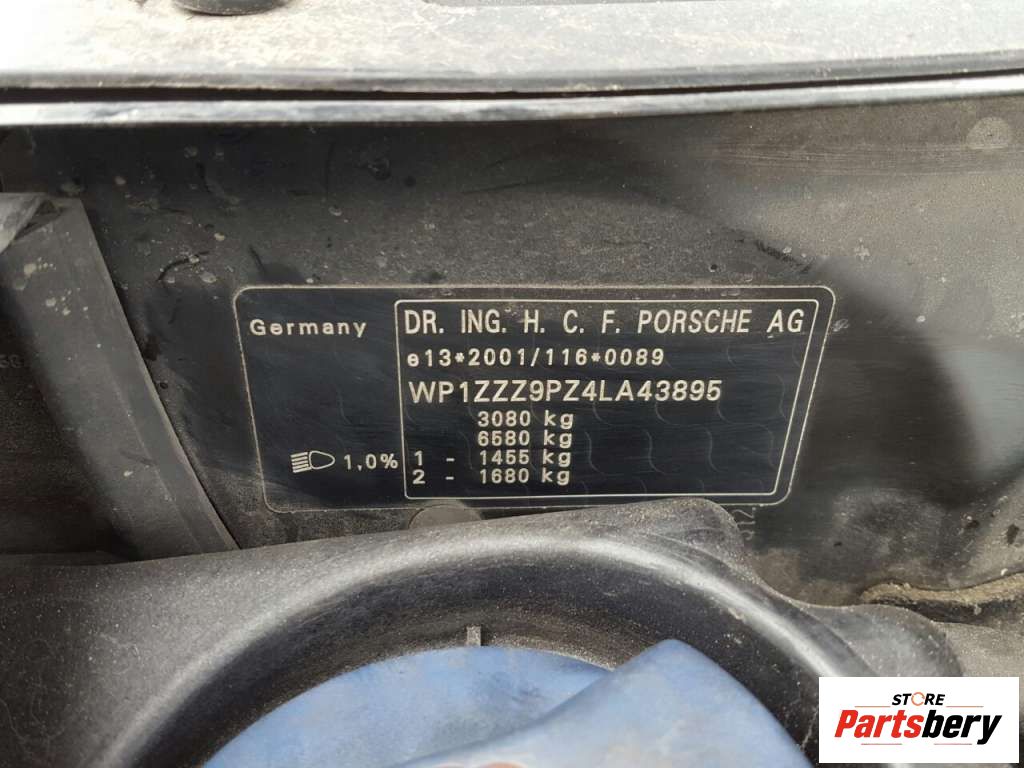 Germany
DR. ING. H. C. F. PORSCHE AG
e13*2001/116*0089
WP1ZZZ9PZ4LA43895
3080 kg
6580 kg
1,0% 1 - 1455 kg
2 - 1680 kg
STORE
Partsbery